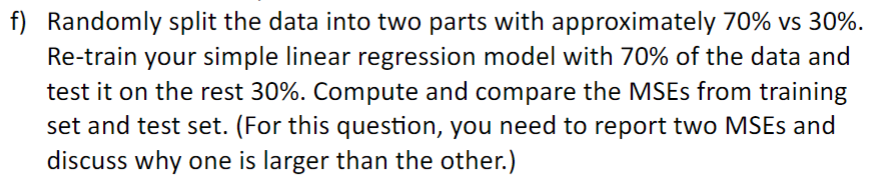 f) Randomly split the data into two parts with approximately 70% vs 30%.
Re-train your simple linear regression model with 70% of the data and
test it on the rest 30%. Compute and compare the MSEs from training
set and test set. (For this question, you need to report two MSEs and
discuss why one is larger than the other.)